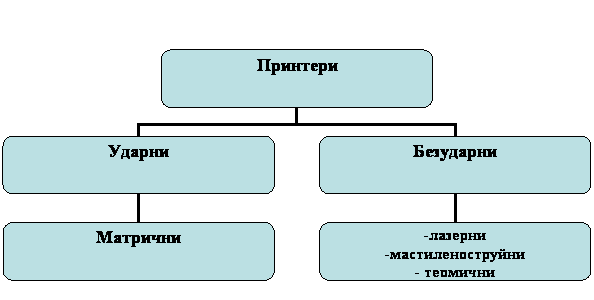 Принтери
Ударни
Безударни
Матрични
-лазерни
-мастиленоструйни
- термични